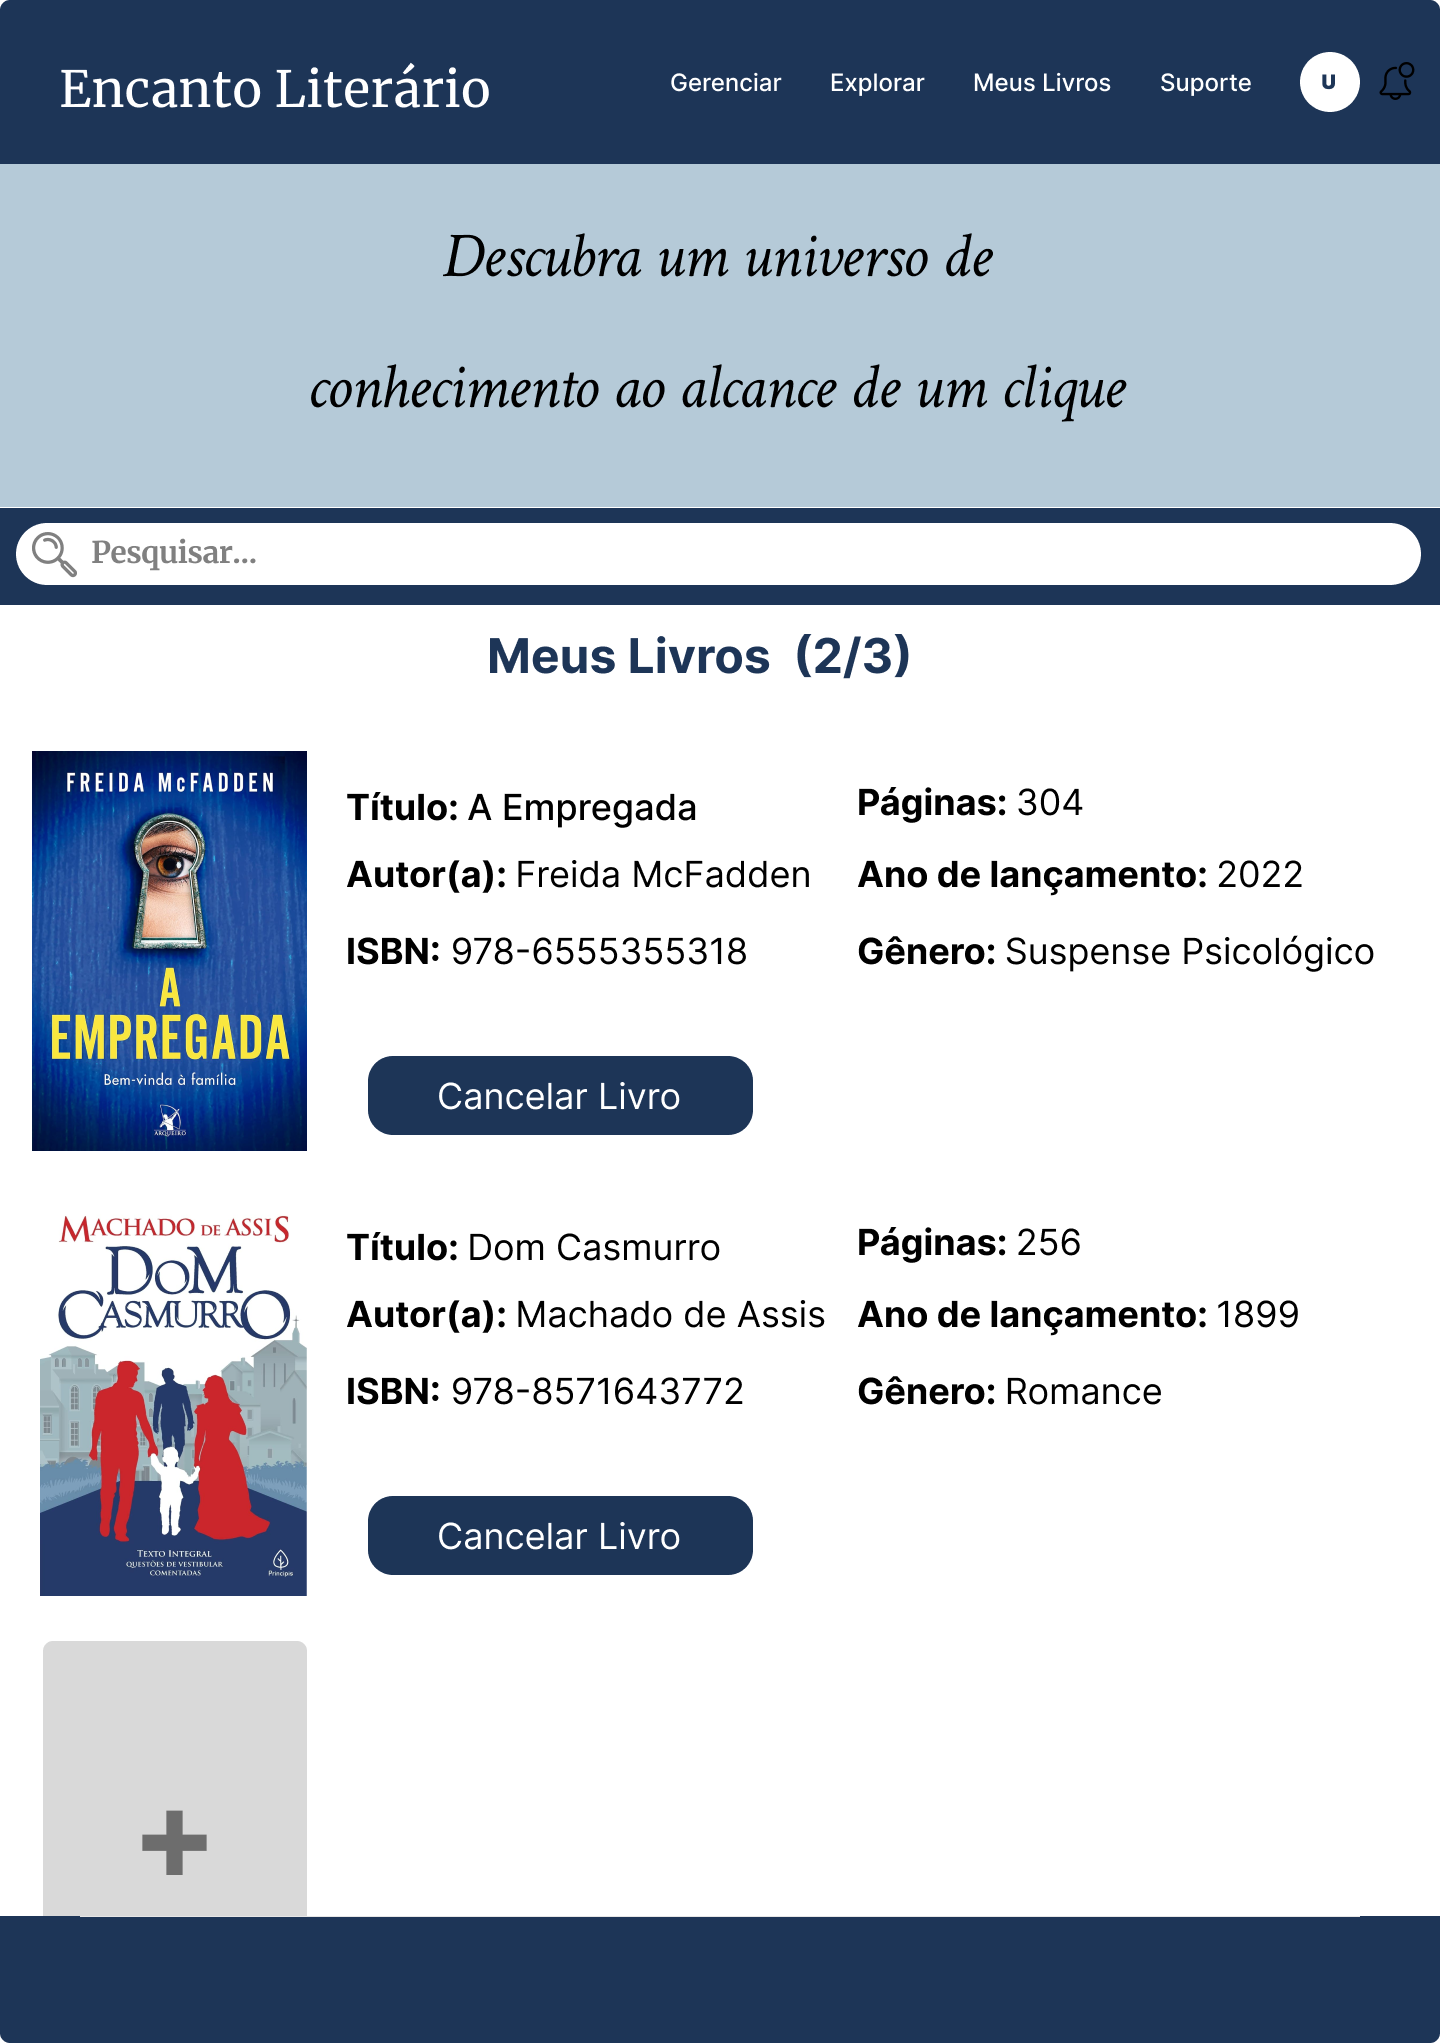 Encanto Literário
Gerenciar
Explorar
Meus Livros
Suporte
U
Descubra um universo de
conhecimento ao alcance de um clique
Pesquisar...
Meus Livros (2/3)
FREIDA McFADDEN
A
EMPREGADA
Bem-vinda à família
ARQUEIRO
Título: A Empregada
Autor(a): Freida McFadden
ISBN: 978-6555355318
Páginas: 304
Ano de lançamento: 2022
Gênero: Suspense Psicológico
Cancelar Livro
MACHADO DE ASSIS
DOM
CASMURRO
TEXTO INTEGRAL
QUESTÕES DE VESTIBULAR
COMENTADAS
Principis
Título: Dom Casmurro
Autor(a): Machado de Assis
ISBN: 978-8571643772
Páginas: 256
Ano de lançamento: 1899
Gênero: Romance
Cancelar Livro
+